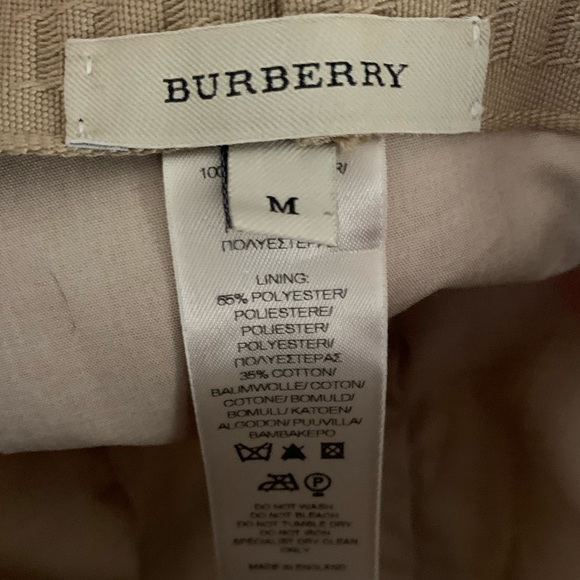 BURBERRY
100
R/
M
ΠΟΛΥΕΣΤΕΡΑΣ
LINING:
65% POLYESTER/
POLIESTERE/
POLIESTER/
POLYESTERI/
ΠΟΛΥΕΣΤΕΡΑΣ
35% COTTON/
BAUMWOLLE/ COTON/
COTONE/ BOMULD/
BOMULL/ KATOEN/
ALGODON/ PUUVILLA/
ΒΑΜΒΑΚΕΡΟ
P
DO NOT WASH
DO NOT BLEACH
DO NOT TUMBLE DRY
DO NOT IRON
SPECIALIST DRY CLEAN
ONLY
MADE IN ENGLAND